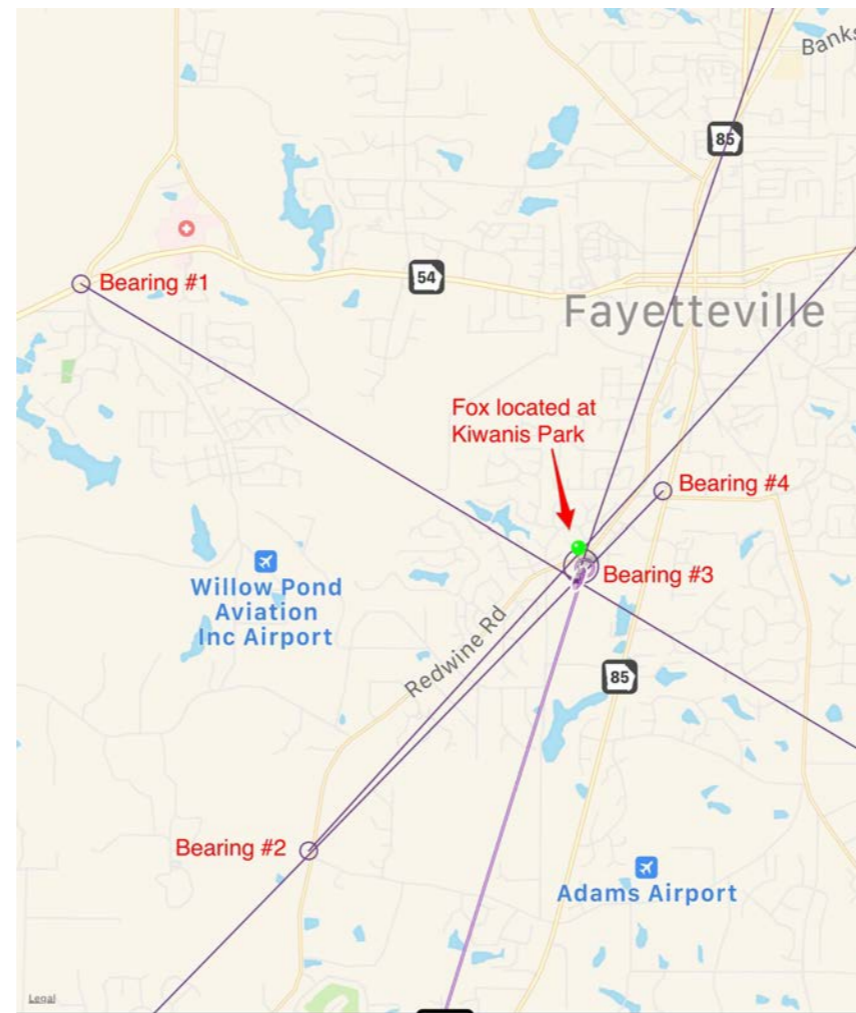 Banks
85
Bearing #1
54
Fayetteville
Fox located at
Kiwanis Park
Bearing #4
Willow Pond
Aviation
Inc Airport
Bearing #3
Redwine Rd
85
Bearing #2
Adams Airport
Legal